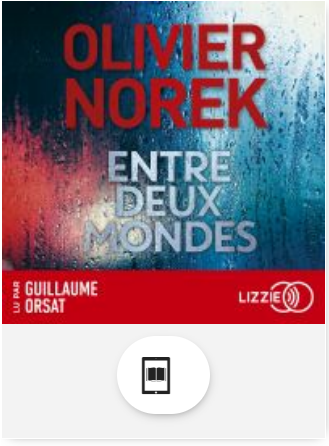 OLIVIER
NOREK
ENTRE
DEUX
MONDES
LU PAR
GUILLAUME
ORSAT
LIZZIE